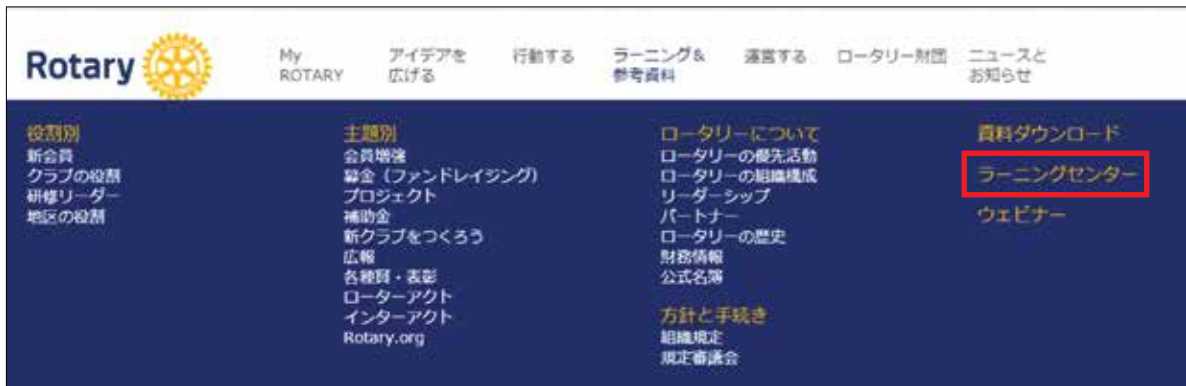 Rotary
My
ROTARY
アイデアを
広げる
行動する
ラーニング&
参考資料
運営する
ロータリー財団
ニュースと
お知らせ
役割別
新会員
クラブの役割
研修リーダー
地区の役割
主題別
会員増強
募金（ファンドレイジング）
プロジェクト
補助金
新クラブをつくろう
広報
各種賞・表彰
ローターアクト
インターアクト
Rotary.org
ロータリーについて
ロータリーの優先活動
ロータリーの組織構成
リーダーシップ
パートナー
ロータリーの歴史
財務情報
公式名簿
方針と手続き
組織規定
規定審議会
資料ダウンロード
ラーニングセンター
ウェビナー